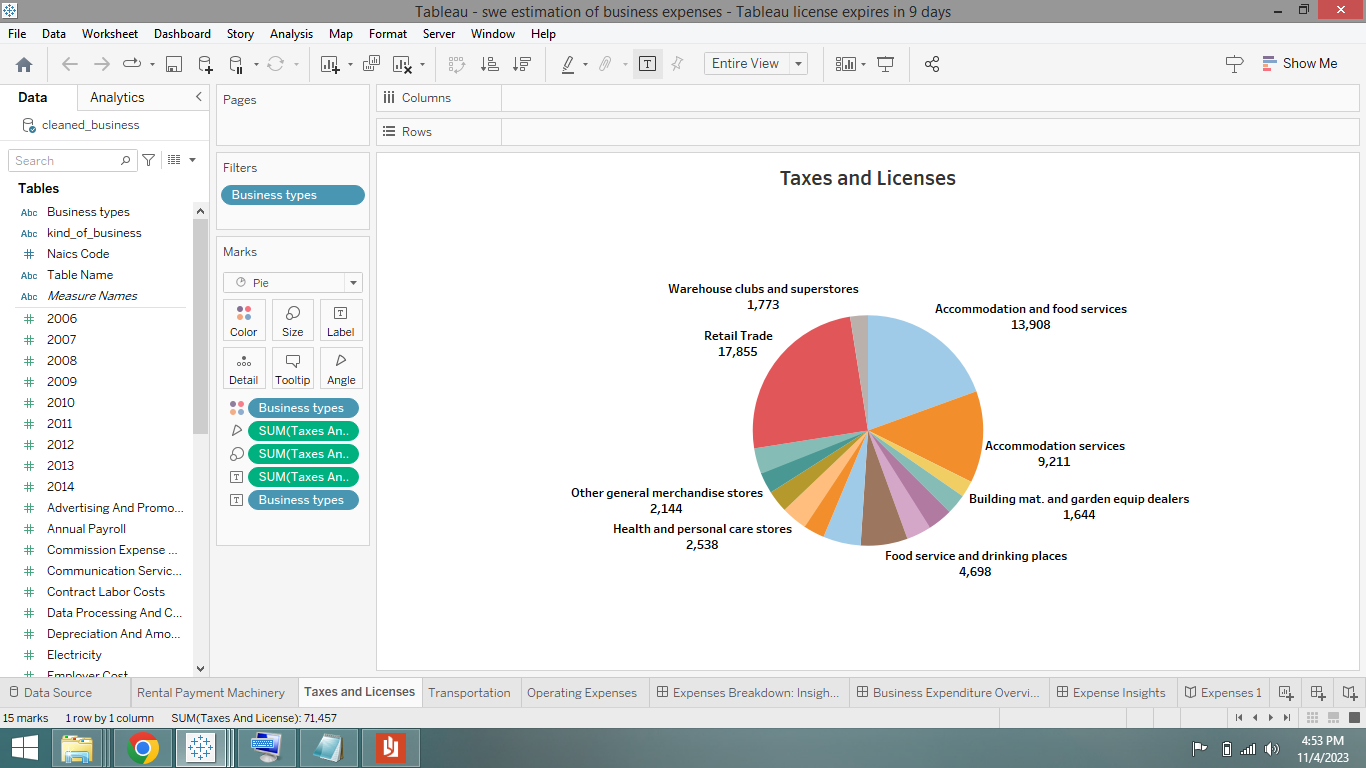 Tableau - swe estimation of business expenses - Tableau license expires in 9 days
File Data Worksheet Dashboard Story Analysis Map Format Server Window Help
Entire View
Show Me
Data Analytics
cleaned_business
Search
Tables
Abc Business types
Abc kind_of_business
# Naics Code
Abc Table Name
Abc Measure Names
# 2006
# 2007
# 2008
# 2009
# 2010
# 2011
# 2012
# 2013
# 2014
# Advertising And Promo...
# Annual Payroll
# Commission Expense ...
# Communication Servic...
# Contract Labor Costs
# Data Processing And C...
# Depreciation And Amo...
# Electricity
# Employer Cost
Pages
Filters
Business types
Marks
Pie
Color Size Label
Detail Tooltip Angle
Business types
SUM(Taxes An..
SUM(Taxes An..
SUM(Taxes An..
Business types
Columns
Rows
Taxes and Licenses
Warehouse clubs and superstores
1,773
Accommodation and food services
13,908
Retail Trade
17,855
Accommodation services
9,211
Other general merchandise stores
2,144
Building mat. and garden equip dealers
1,644
Health and personal care stores
2,538
Food service and drinking places
4,698
Data Source Rental Payment Machinery Taxes and Licenses Transportation Operating Expenses Expenses Breakdown: Insigh... Business Expenditure Overvi... Expense Insights Expenses 1
15 marks 1 row by 1 column SUM(Taxes And License): 71,457
4:53 PM
11/4/2023